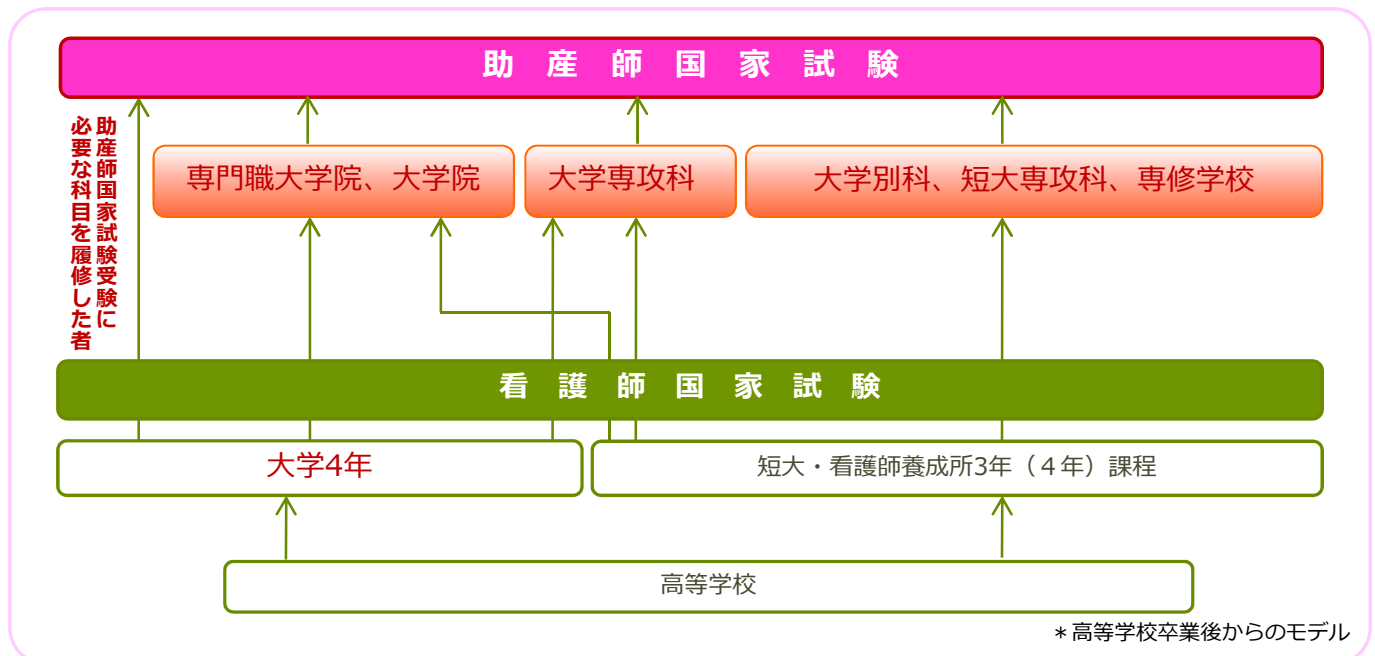 助産師国家試験
助産師国家試験受験に
必要な科目を履修した者
専門職大学院、大学院
大学専攻科
大学別科、短大専攻科、専修学校
看護師国家試験
大学4年
短大・看護師養成所3年（４年）課程
高等学校
＊高等学校卒業後からのモデル